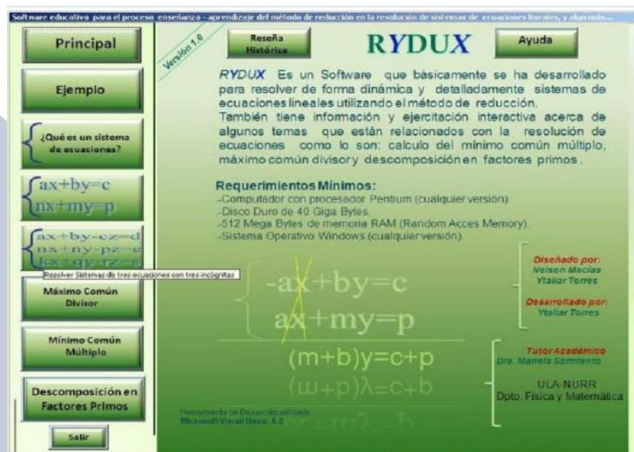 Software educativo para el proceso enseñanza - aprendizaje del método de reducción en la resolución de sistemas de ecuaciones lineales, y algo más...
Principal
Ejemplo
¿Qué es un sistema
de ecuaciones?
ax+by=c
nx+my=p
ax+by-cz=d
nx+ny-pz=e
Resolver Sistemas de tres ecuaciones con tres incógnitas
Máximo Común
Divisor
Mínimo Común
Múltiplo
Descomposición en
Factores Primos
Salir
Versión 1.0
Reseña
Histórica
RYDUX
Ayuda
RYDUX Es un Software que básicamente se ha desarrollado
para resolver de forma dinámica y detalladamente sistemas de
ecuaciones lineales utilizando el método de reducción.
También tiene información y ejercitación interactiva acerca de
algunos temas que están relacionados con la resolución de
ecuaciones como lo son: calculo del mínimo común múltiplo,
máximo común divisor y descomposición en factores primos.
Requerimientos Mínimos:
-Computador con procesador Pentium (cualquier versión).
-Disco Duro de 40 Giga Bytes.
-512 Mega Bytes de memoria RAM (Random Acces Memory).
-Sistema Operativo Windows (cualquier versión).
-ax+by=c
ax+my=p
(m+b)y=c+p
Herramienta de Desarrollo utilizada
Microsoft Visual Basic 6.0
Diseñado por:
Nelson Macías
Ytaliar Torres
Desarrollado por:
Ytaliar Torres
Tutor Académico
Dra. Mariela Sarmiento
ULA-NURR
Dpto. Física y Matemática